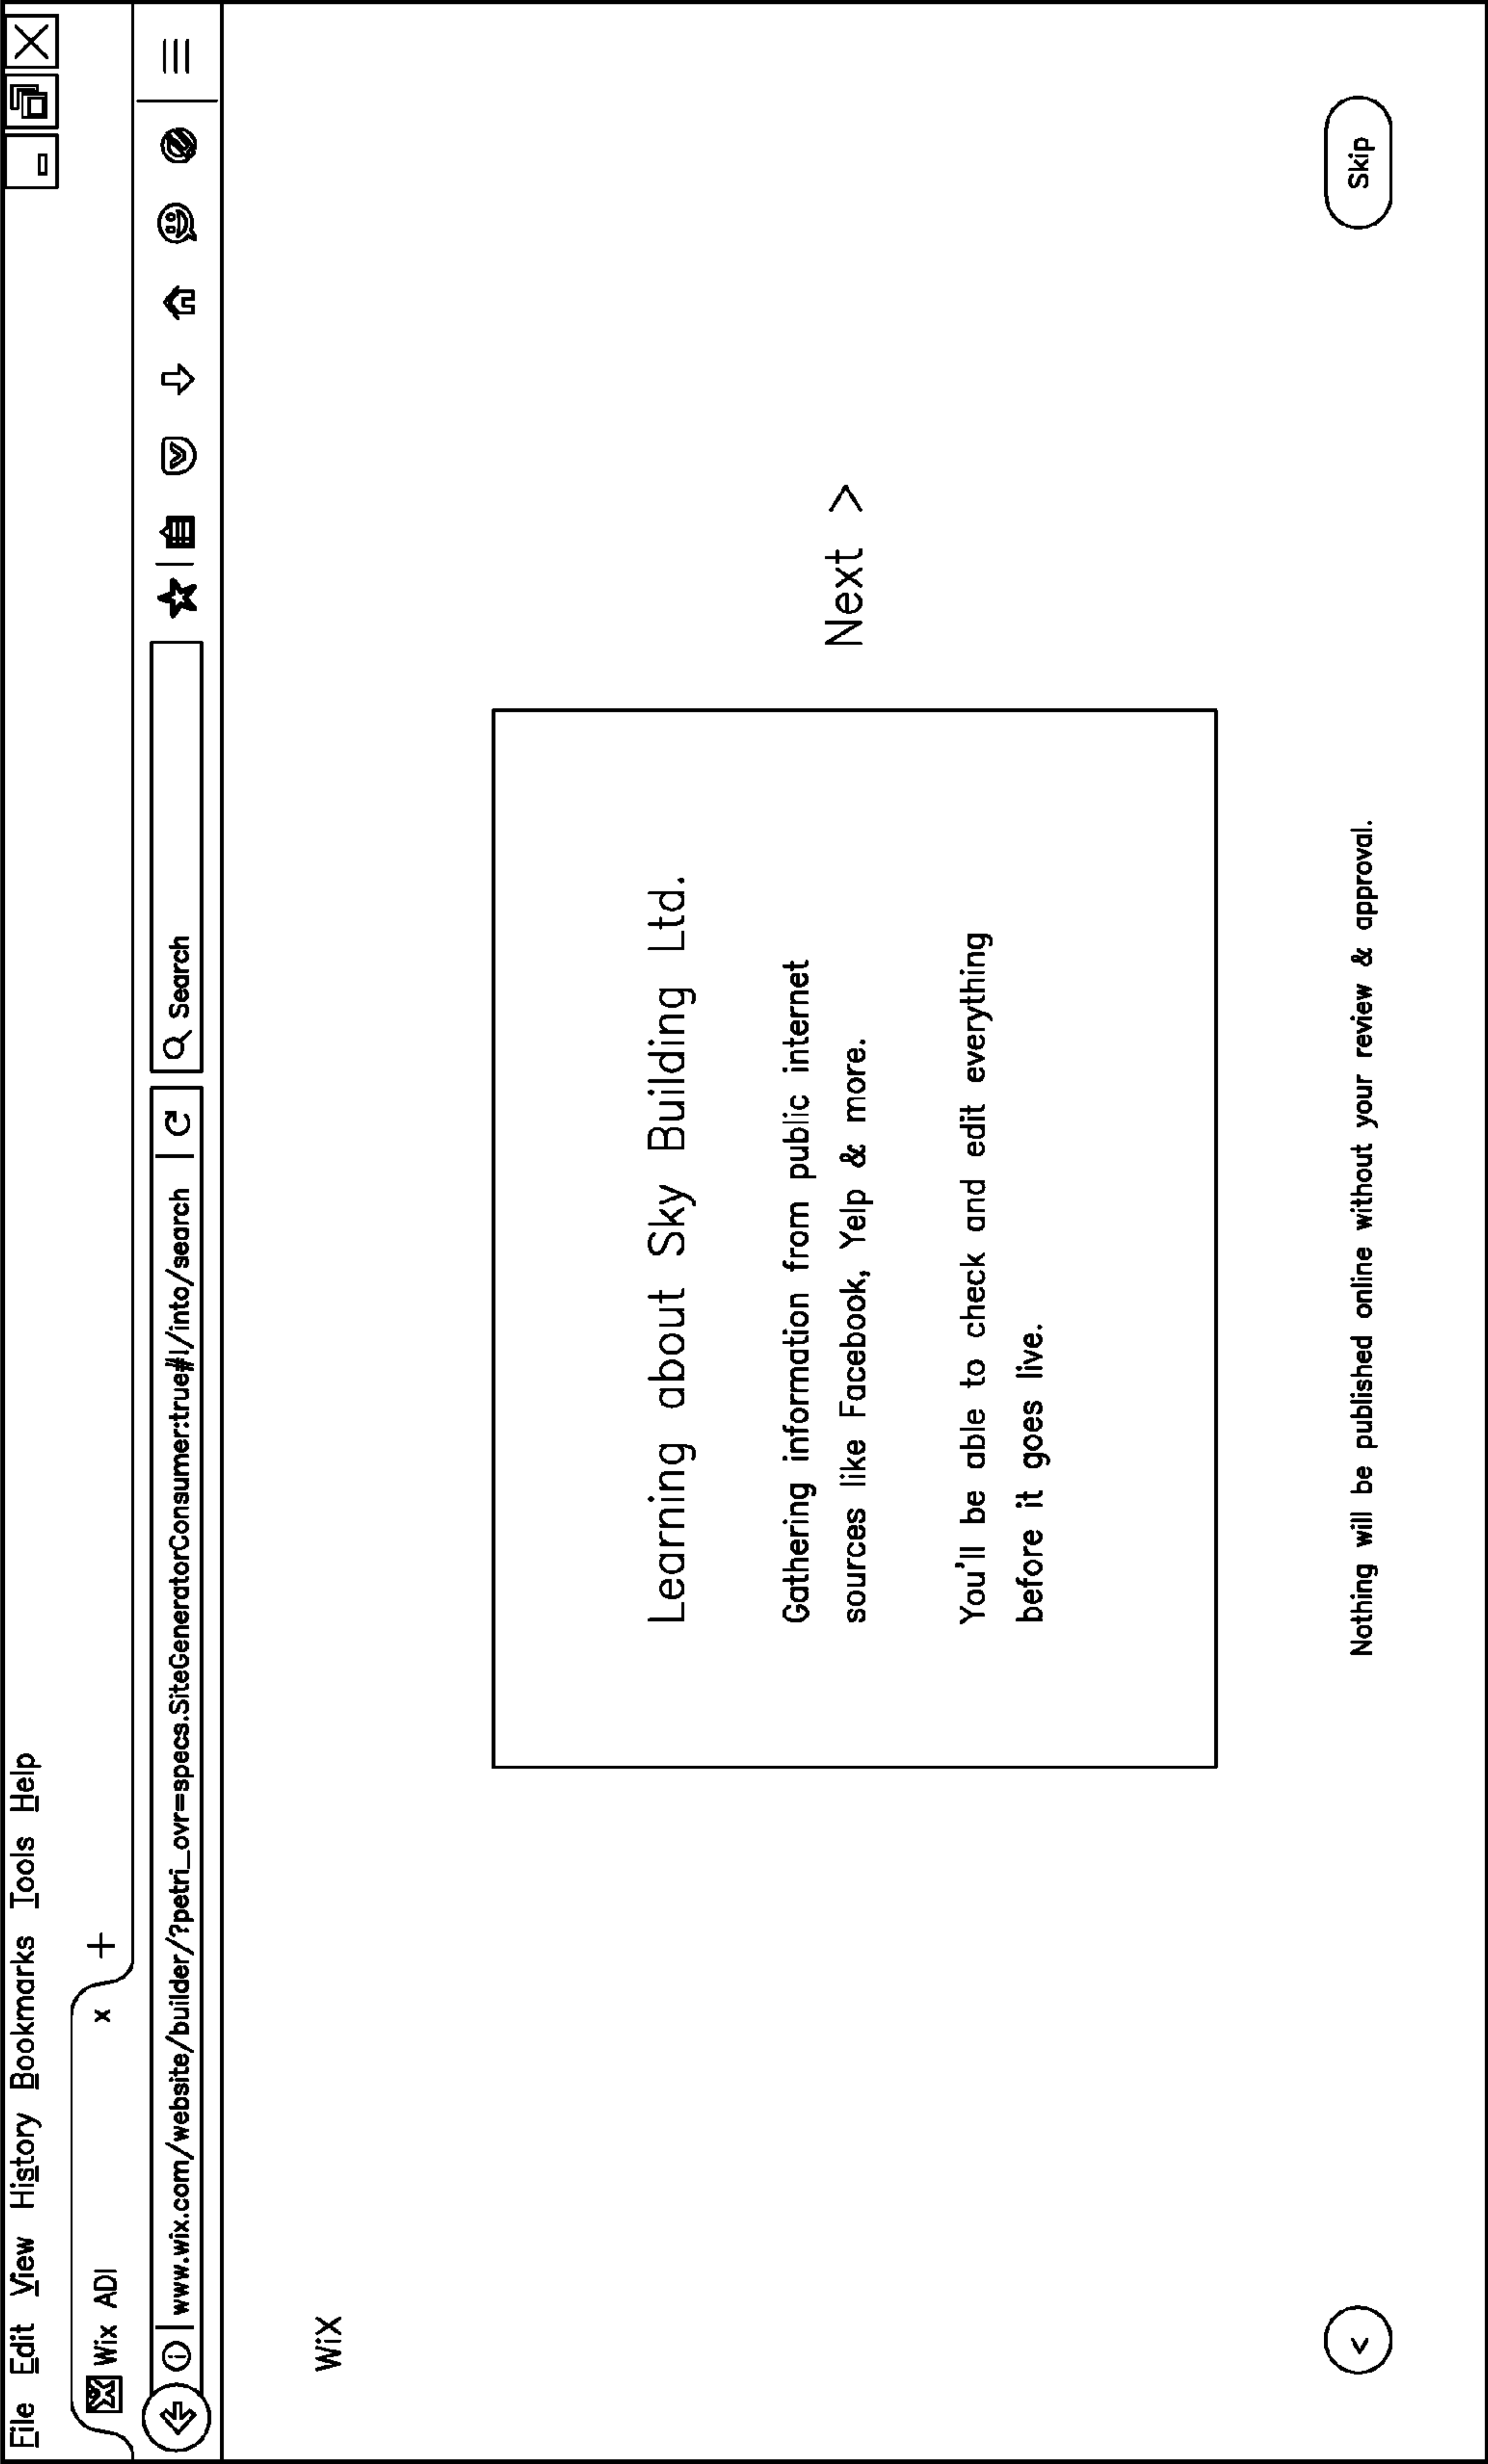 File Edit View History Bookmarks Tools Help
Wix ADI x +
www.wix.com/website/builder/?petri_ovr=specs.SiteGeneratorConsumer:true#!/into/search
Search
WiX
Learning about Sky Building Ltd.
Gathering information from public internet
sources like Facebook, Yelp & more.
You'll be able to check and edit everything
before it goes live.
Next >
<
Nothing will be published online without your review & approval.
Skip